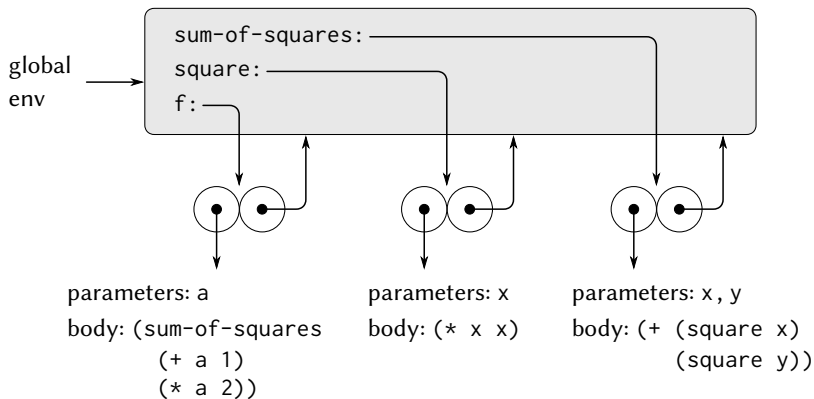 sum-of-squares:
global
env
square:
f:
parameters: a
body: (sum-of-squares
(+ a 1)
(* a 2))
parameters: x
body: (* x x)
parameters: x, y
body: (+ (square x)
(square y))